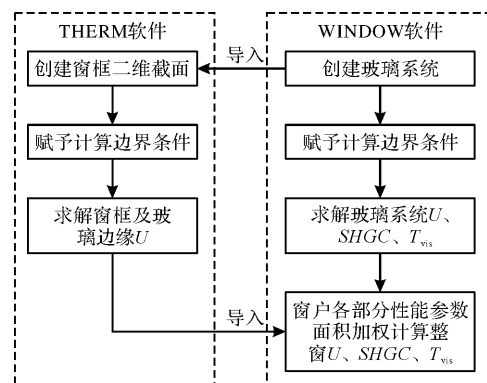 THERM软件
创建窗框二维截面
赋予计算边界条件
求解窗框及玻
璃边缘U
导入
WINDOW软件
创建玻璃系统
赋予计算边界条件
求解玻璃系统U、
SHGC、Tvis
导入
窗户各部分性能参数
面积加权计算整
窗U、SHGC、Tvis